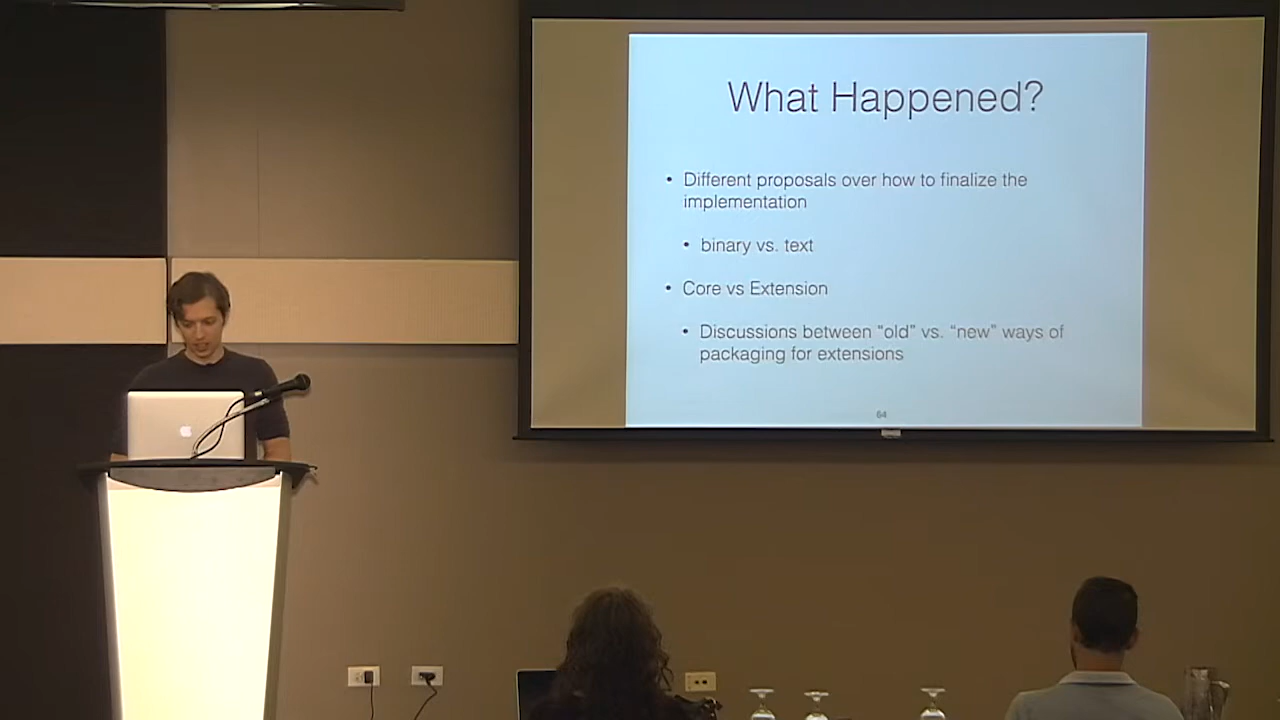 What Happened?
• Different proposals over how to finalize the
implementation
• binary vs. text
• Core vs Extension
• Discussions between “old” vs. “new” ways of
packaging for extensions
64